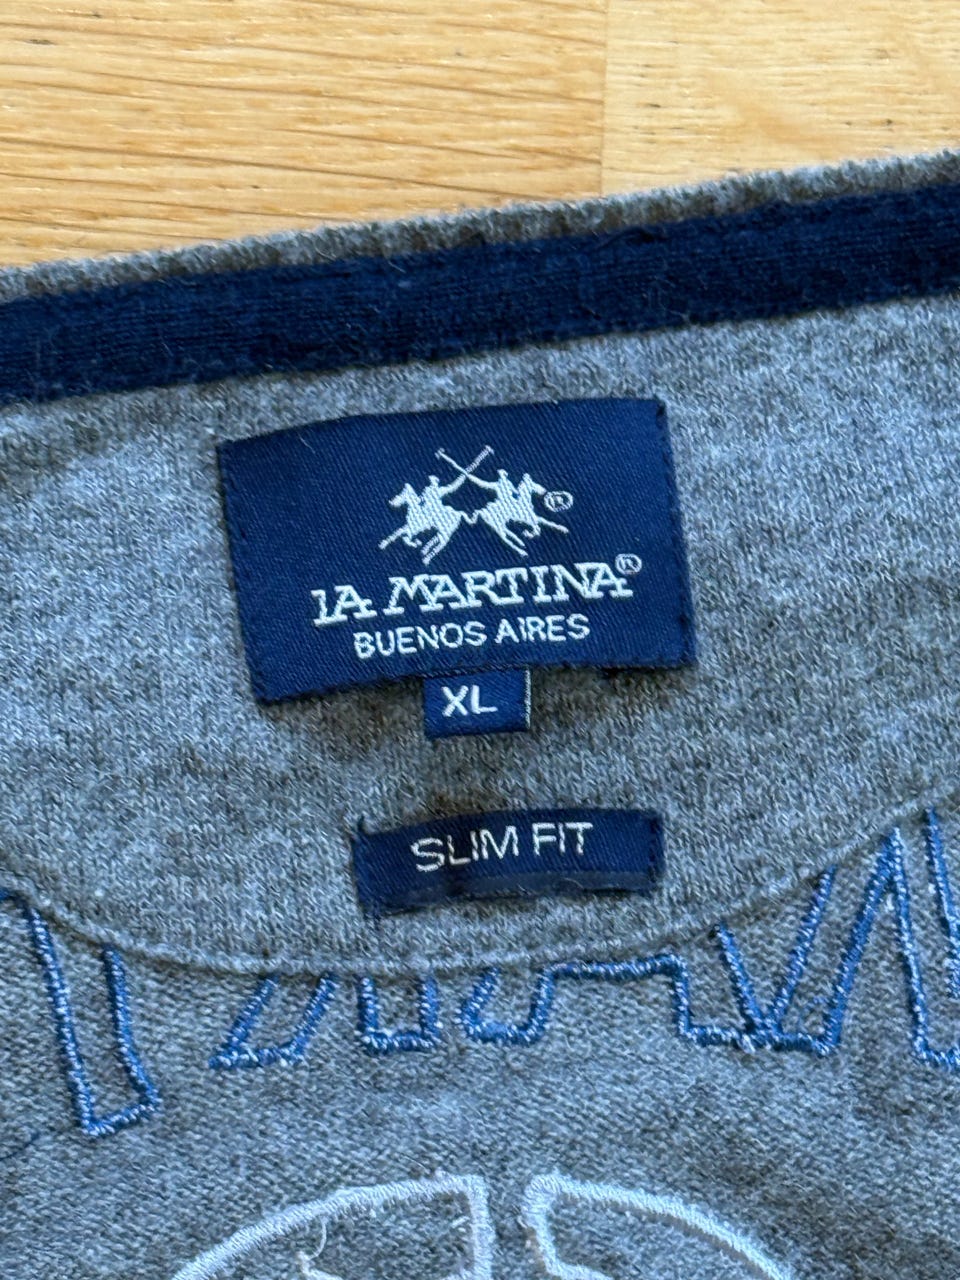 ®
LA MARTINA®
BUENOS AIRES
XL
SLIM FIT